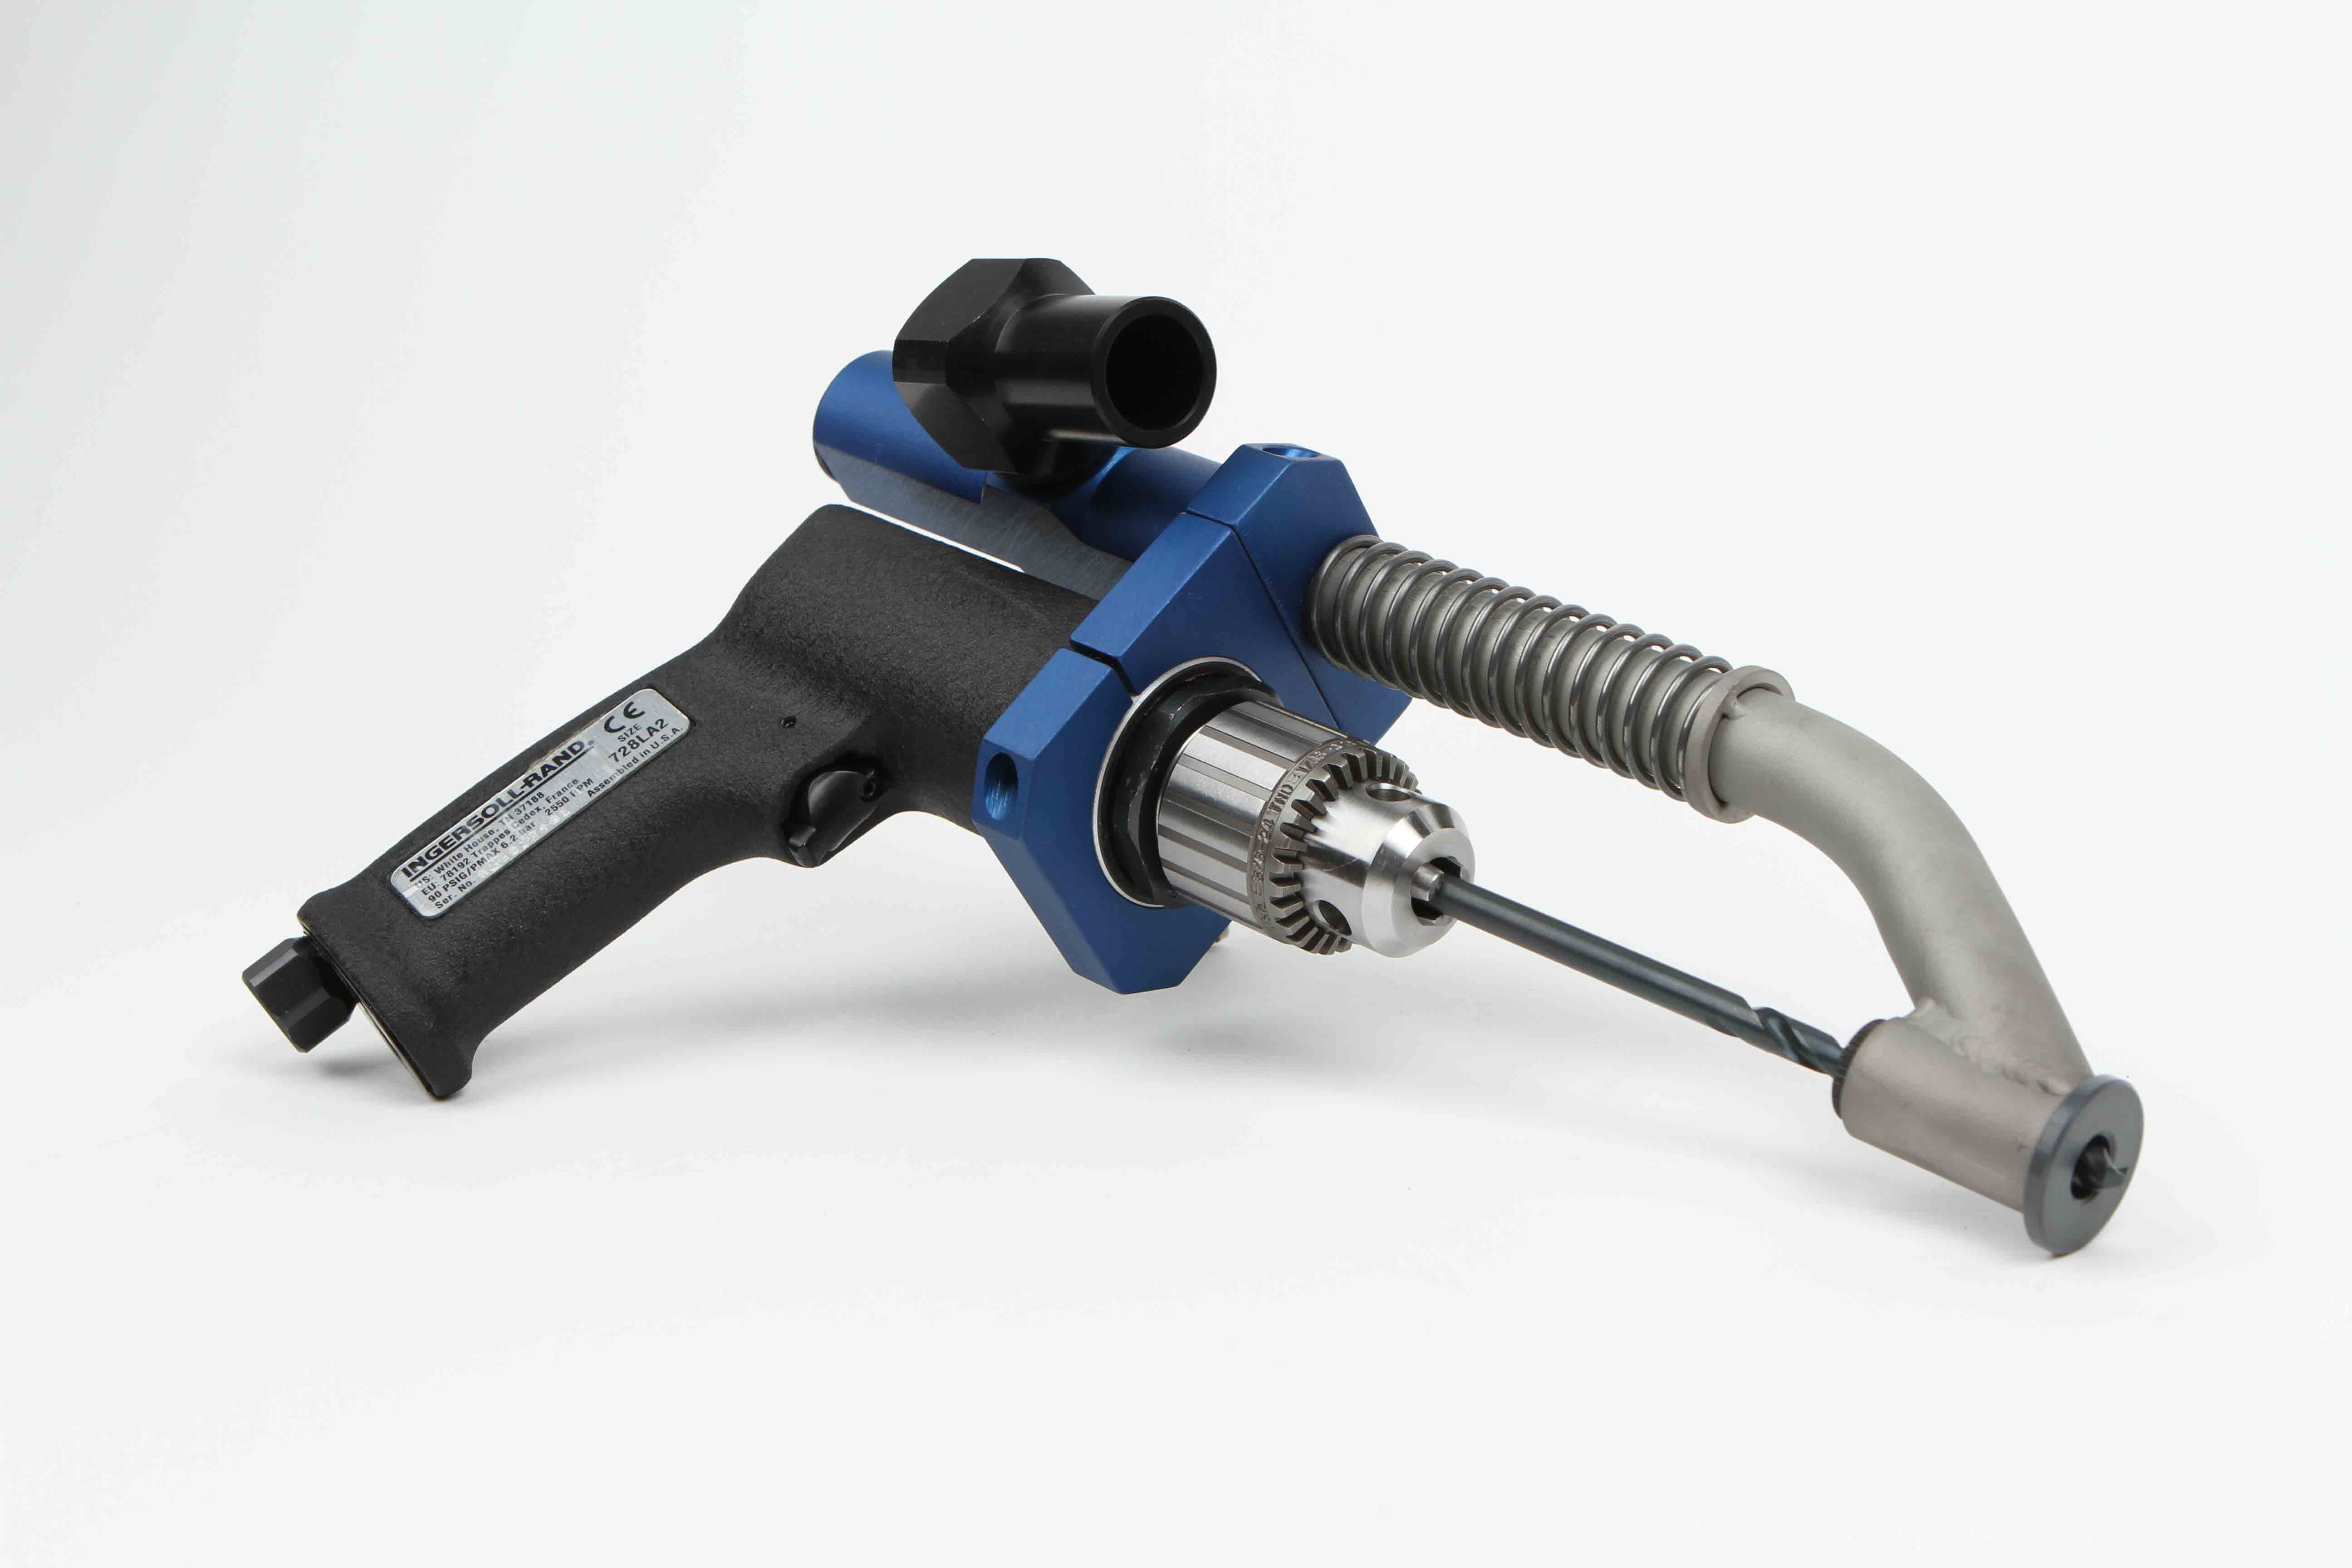 CE
SIZE
INGERSOLL-RAND® 728LA2
US: White House, TN 37188
EU: 78192 Trappes Cedex, France
90 PSIG/PMAX 6.2 bar 2550 RPM
Ser. No. Assembled in U.S.A.